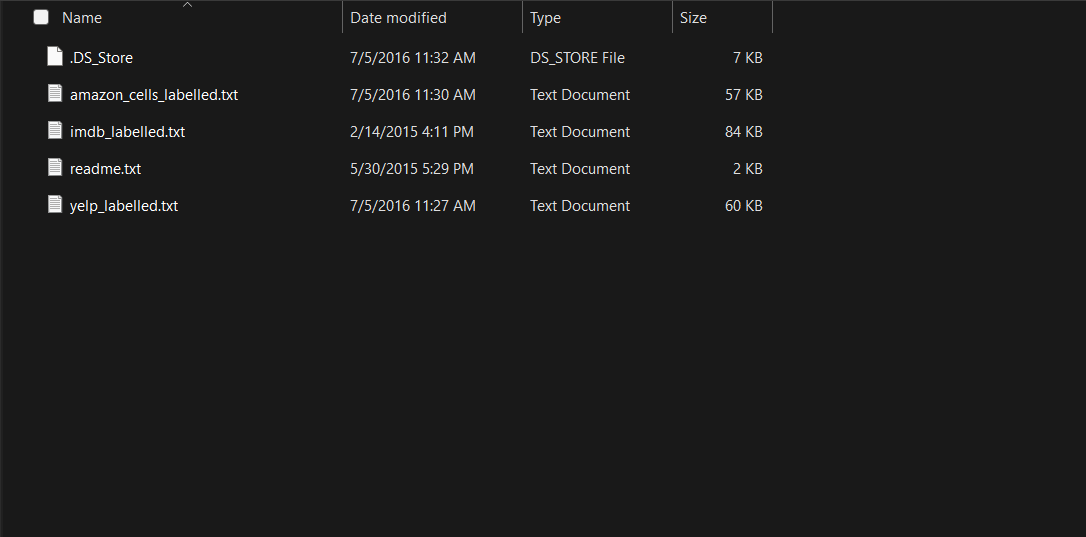 Name Date modified Type Size
.DS_Store 7/5/2016 11:32 AM DS_STORE File 7 KB
amazon_cells_labelled.txt 7/5/2016 11:30 AM Text Document 57 KB
imdb_labelled.txt 2/14/2015 4:11 PM Text Document 84 KB
readme.txt 5/30/2015 5:29 PM Text Document 2 KB
yelp_labelled.txt 7/5/2016 11:27 AM Text Document 60 KB